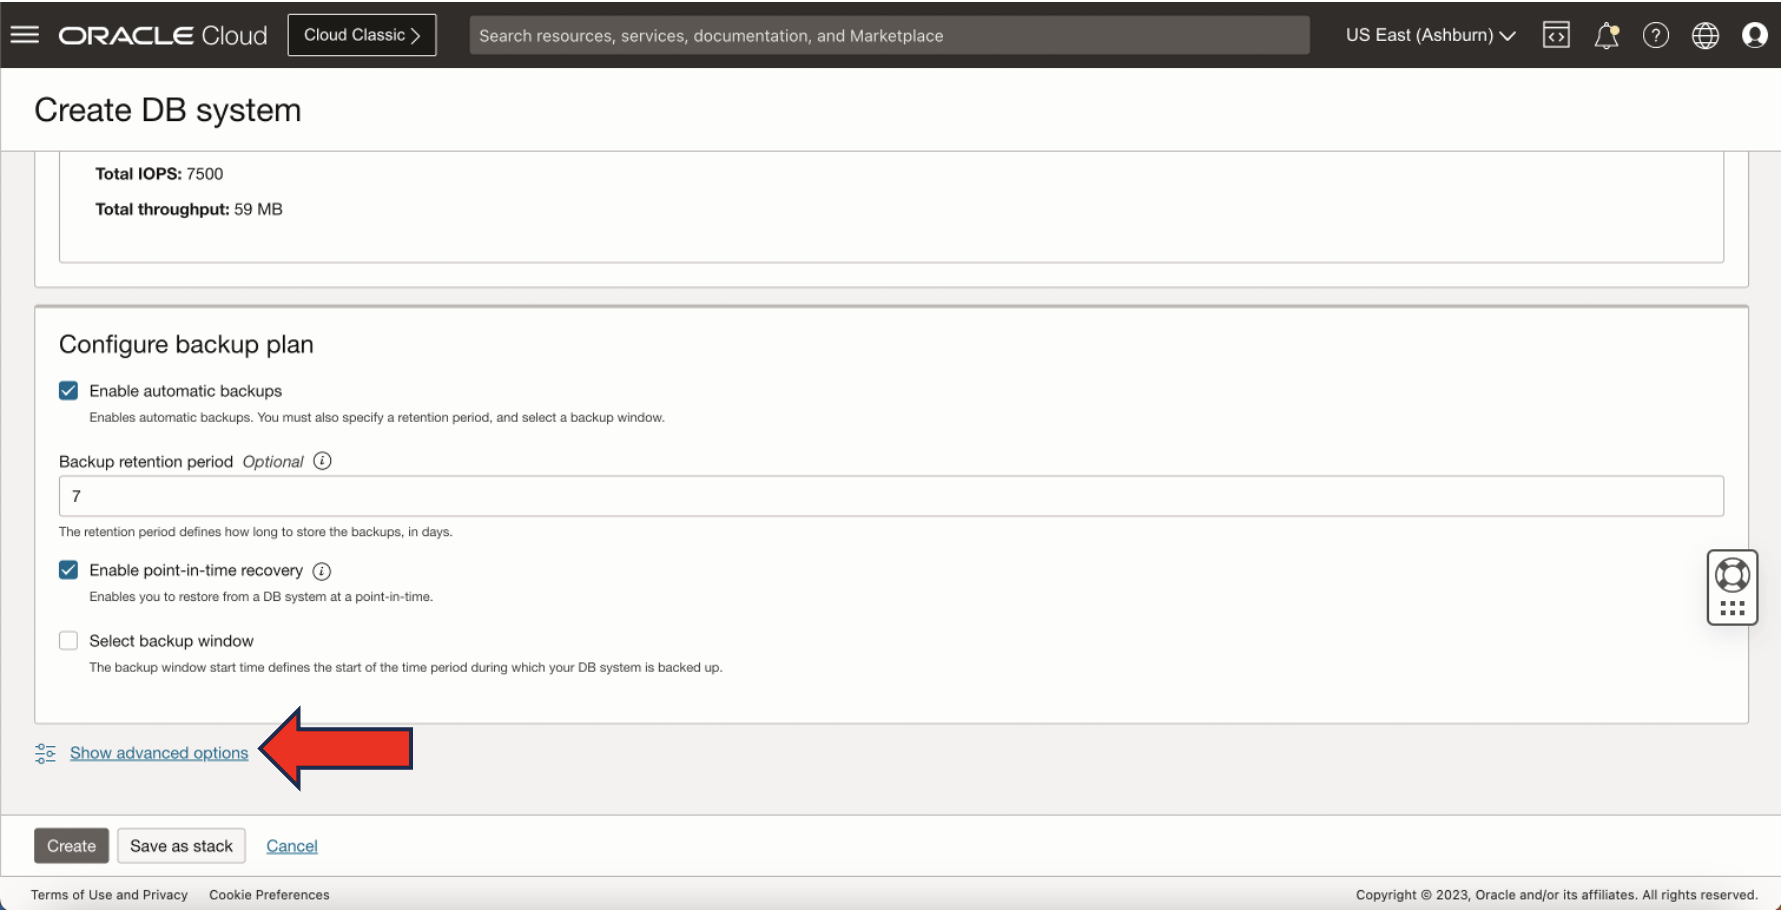 ORACLE Cloud
Cloud Classic >
Search resources, services, documentation, and Marketplace
US East (Ashburn)
Create DB system
Total IOPS: 7500
Total throughput: 59 MB
Configure backup plan
Enable automatic backups
Enables automatic backups. You must also specify a retention period, and select a backup window.
Backup retention period Optional i
7
The retention period defines how long to store the backups, in days.
Enable point-in-time recovery i
Enables you to restore from a DB system at a point-in-time.
Select backup window
The backup window start time defines the start of the time period during which your DB system is backed up.
Show advanced options
Create
Save as stack
Cancel
Terms of Use and Privacy
Cookie Preferences
Copyright © 2023, Oracle and/or its affiliates. All rights reserved.